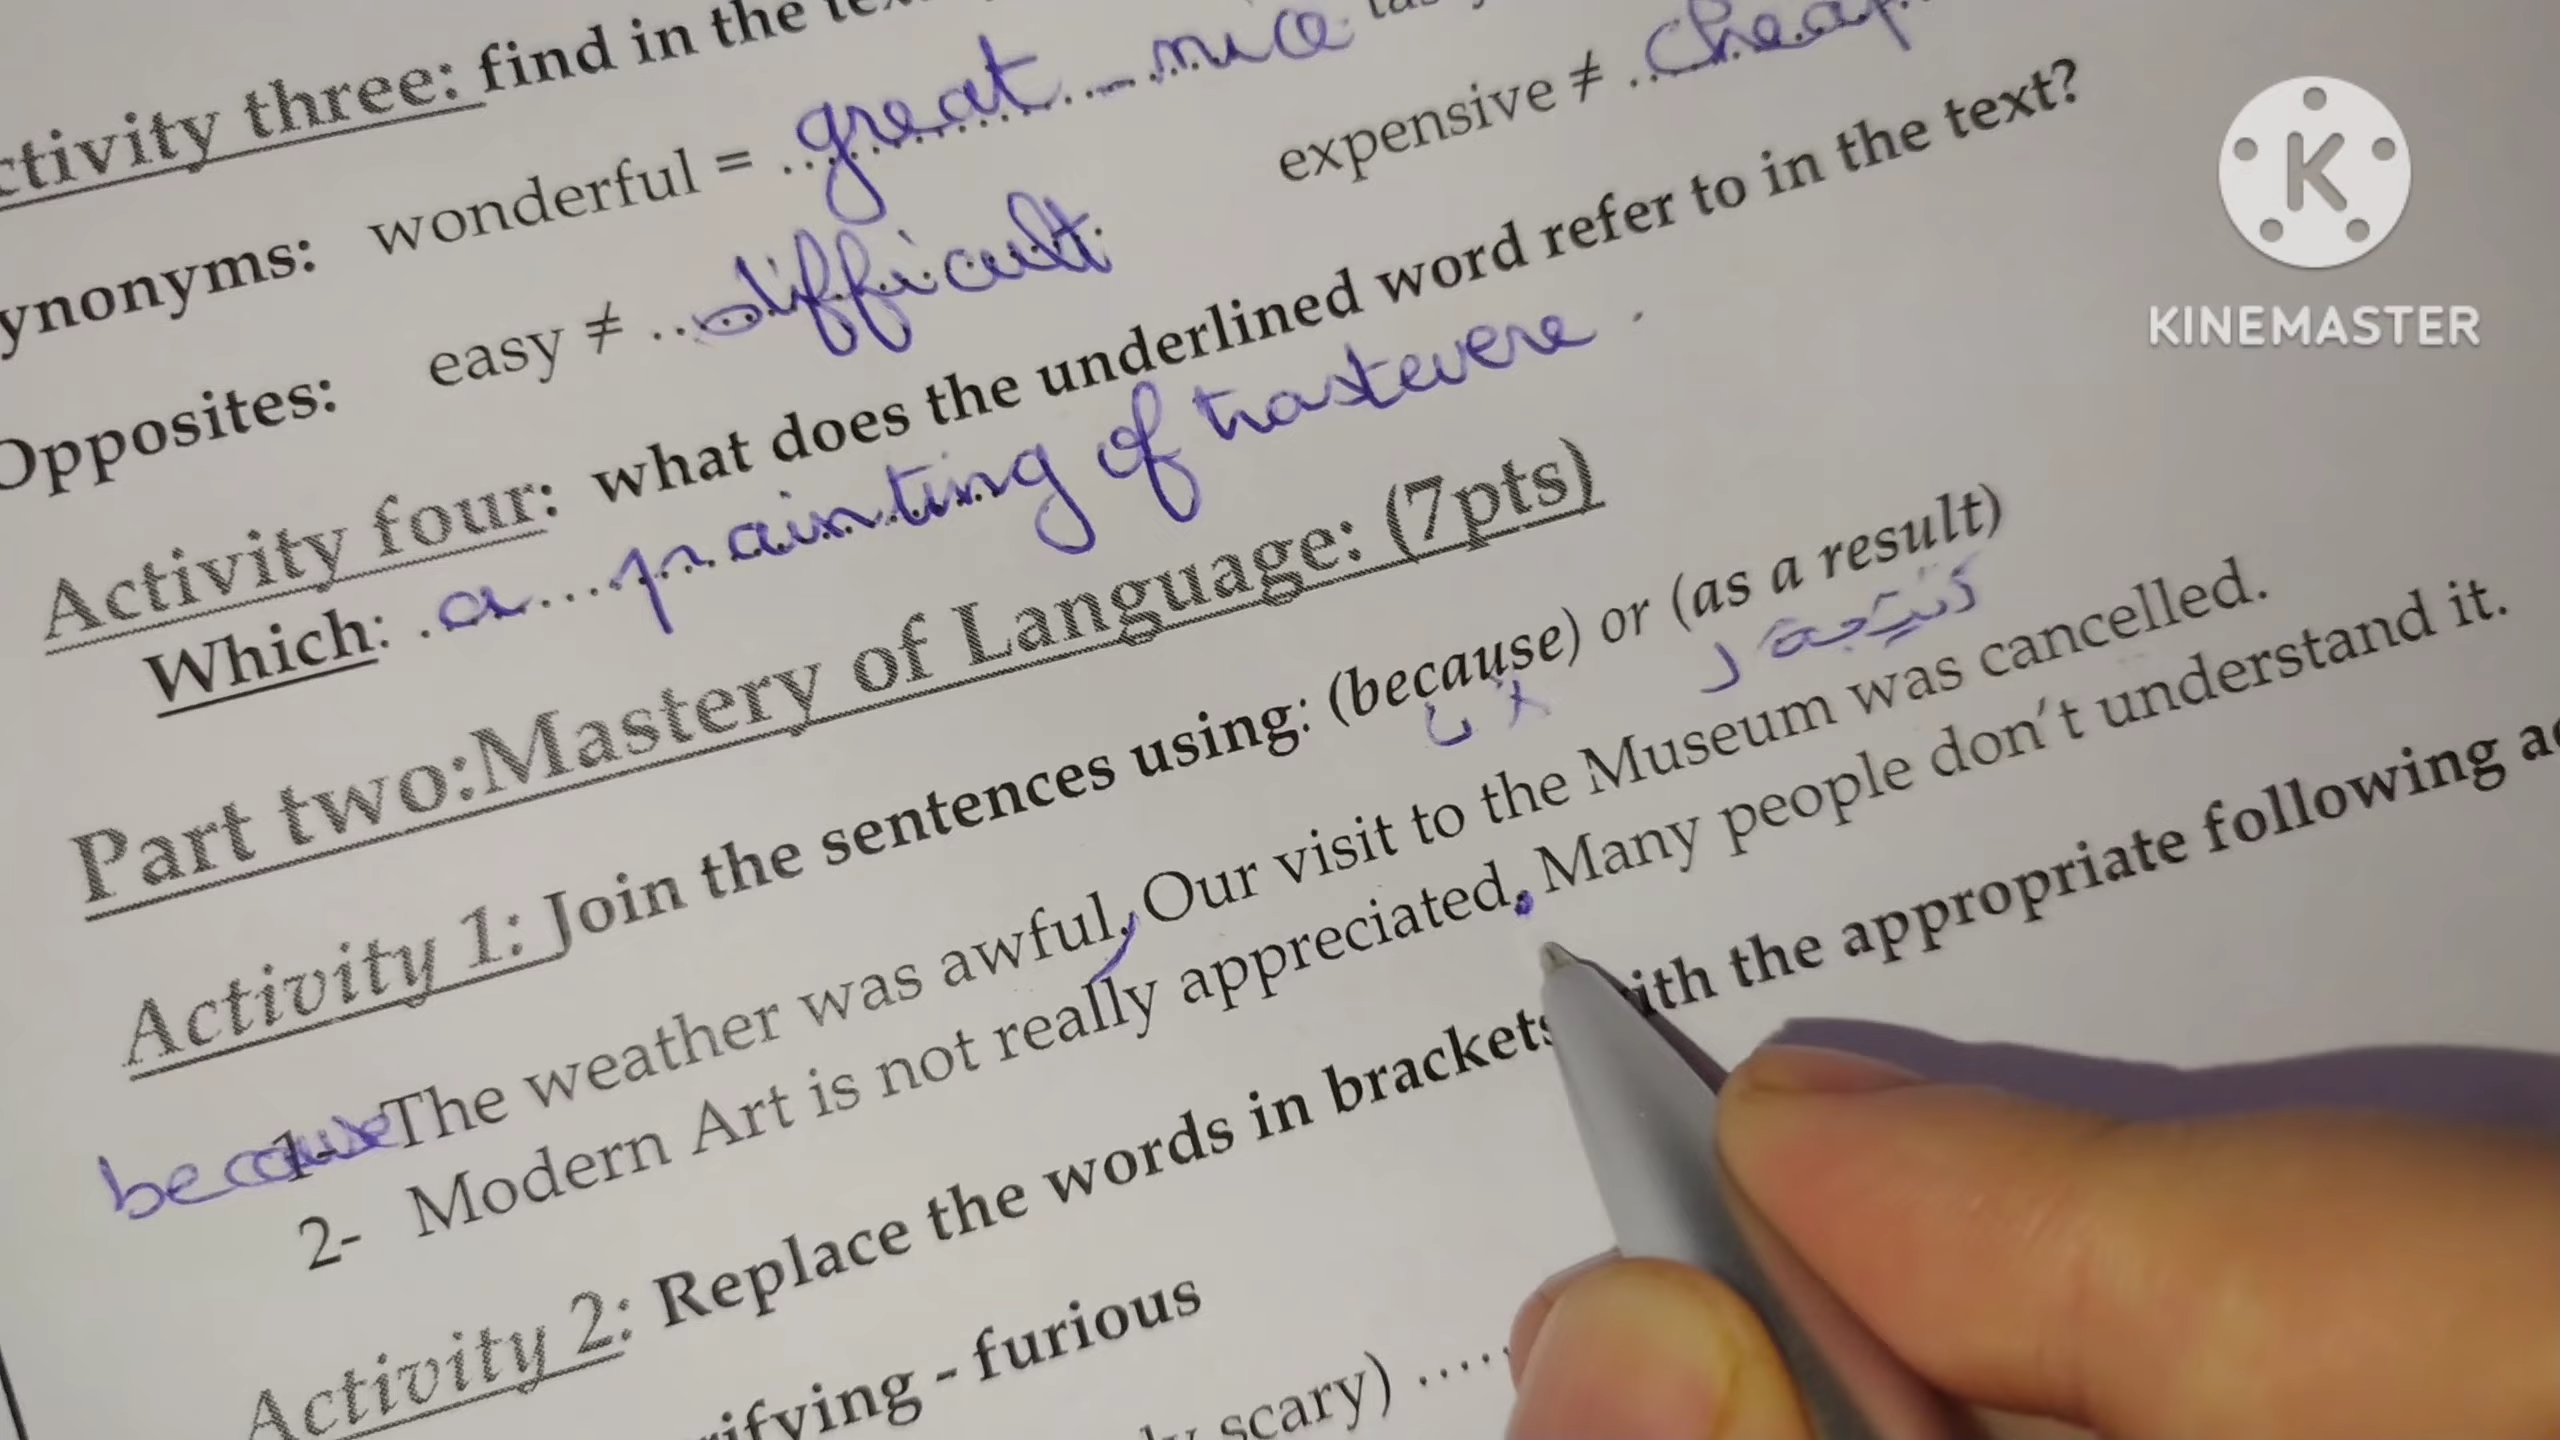 ctivity three: find in the
ynonyms: wonderful = great - nice
Opposites: easy ≠ difficult expensive ≠ cheap
Activity four: what does the underlined word refer to in the text?
Which: a painting of trastevere.
Part two:Mastery of Language: (7pts)
Activity 1: Join the sentences using: (because) or (as a result)
كنتيجة
because 1- The weather was awful, Our visit to the Museum was cancelled.
2- Modern Art is not really appreciated. Many people don't understand it.
Activity 2: Replace the words in brackets with the appropriate following
ifying - furious
scary)
K
KINEMASTER